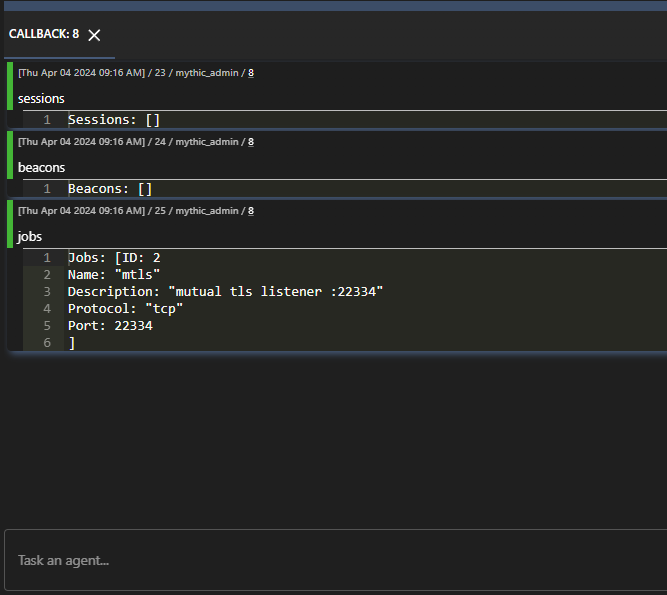 CALLBACK: 8
[Thu Apr 04 2024 09:16 AM] / 23 / mythic_admin / 8
sessions
1 Sessions: []
[Thu Apr 04 2024 09:16 AM] / 24 / mythic_admin / 8
beacons
1 Beacons: []
[Thu Apr 04 2024 09:16 AM] / 25 / mythic_admin / 8
jobs
1 Jobs: [ID: 2
2 Name: "mtls"
3 Description: "mutual tls listener :22334"
4 Protocol: "tcp"
5 Port: 22334
6 ]
Task an agent...